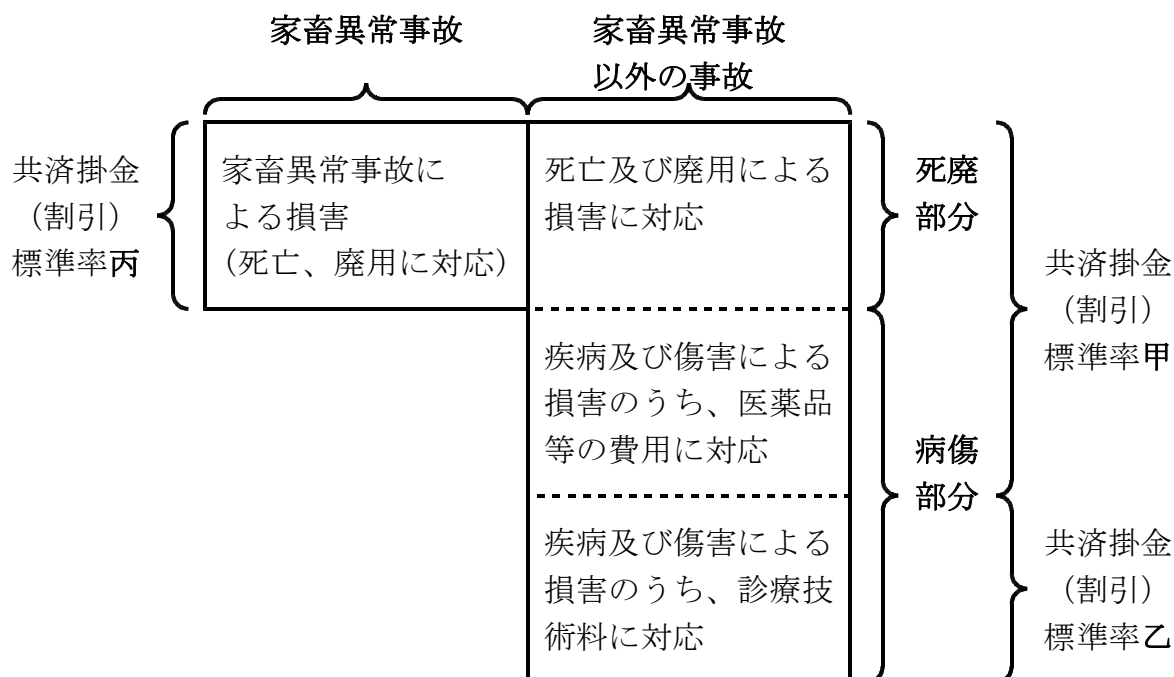 家畜異常事故
家畜異常事故
以外の事故
共済掛金
（割引）
標準率丙
家畜異常事故に
よる損害
(死亡、廃用に対応)
死亡及び廃用による
損害に対応
死廃
部分
疾病及び傷害による
損害のうち、医薬品
等の費用に対応
疾病及び傷害による
損害のうち、診療技
術料に対応
病傷
部分
共済掛金
（割引）
標準率甲
共済掛金
（割引）
標準率乙